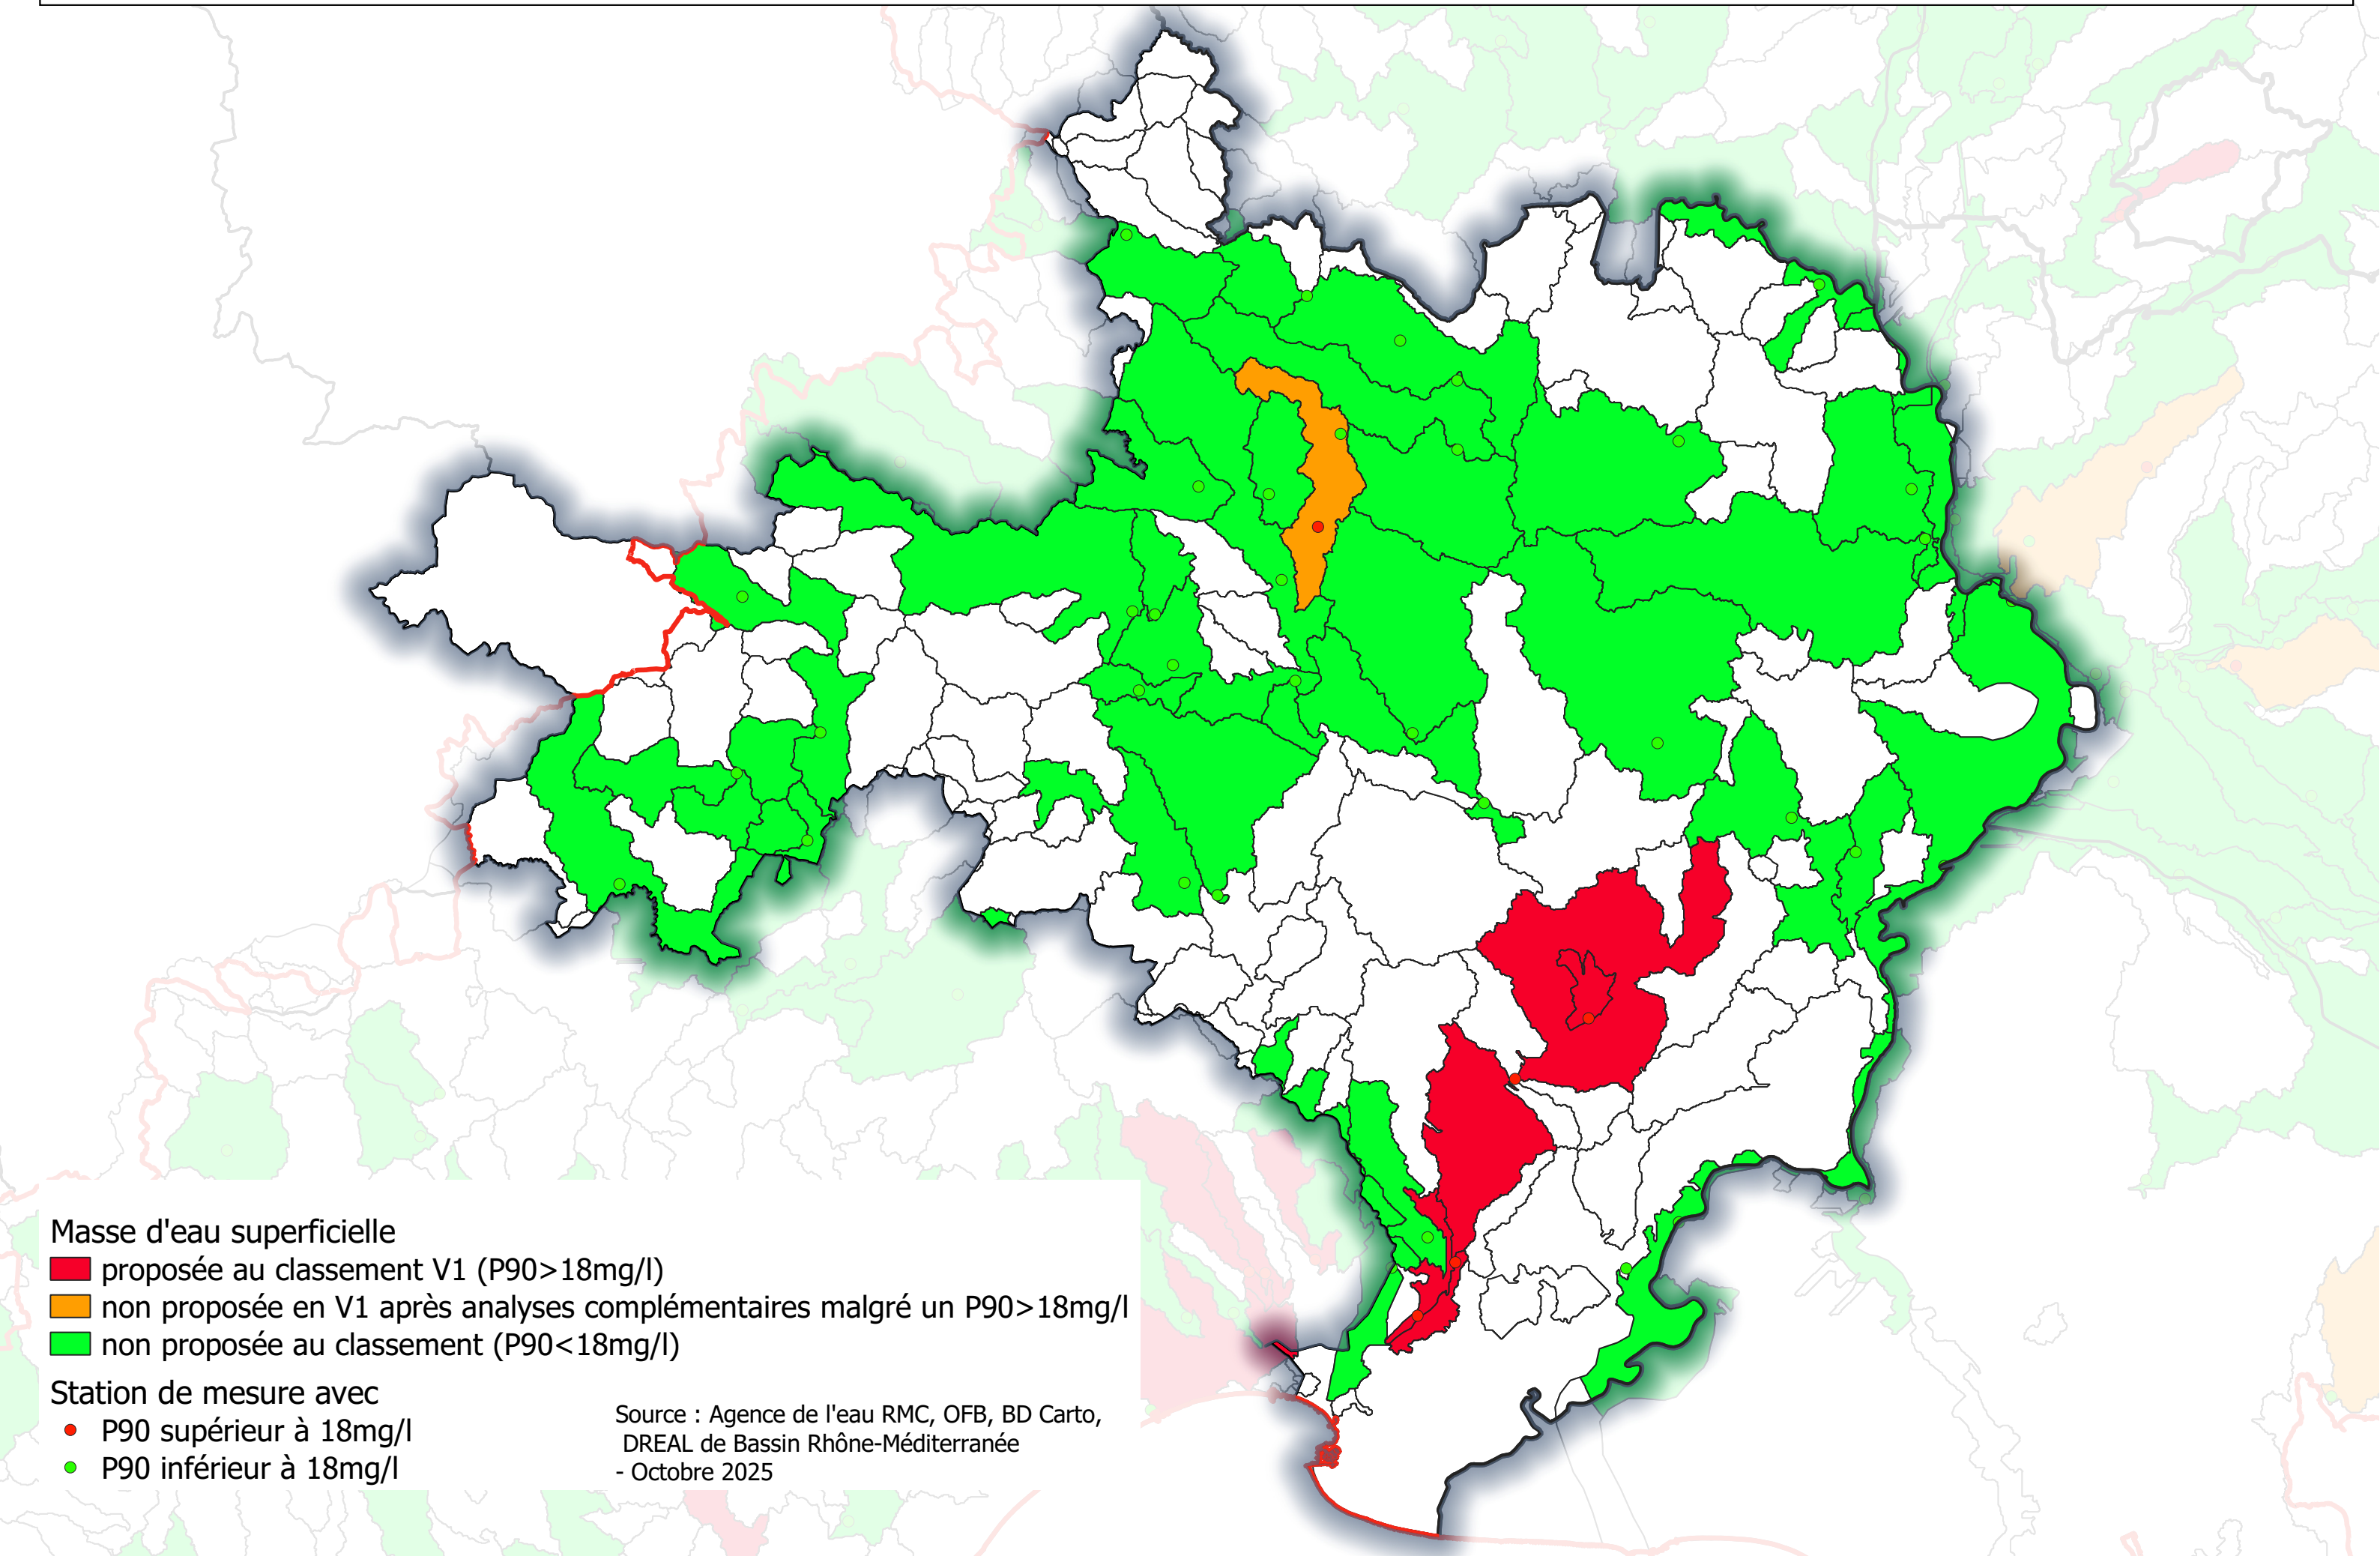 Masse d'eau superficielle
proposée au classement V1 (P90>18mg/l)
non proposée en V1 après analyses complémentaires malgré un P90>18mg/l
non proposée au classement (P90<18mg/l)
Station de mesure avec
P90 supérieur à 18mg/l
P90 inférieur à 18mg/l
Source : Agence de l'eau RMC, OFB, BD Carto,
DREAL de Bassin Rhône-Méditerranée
- Octobre 2025